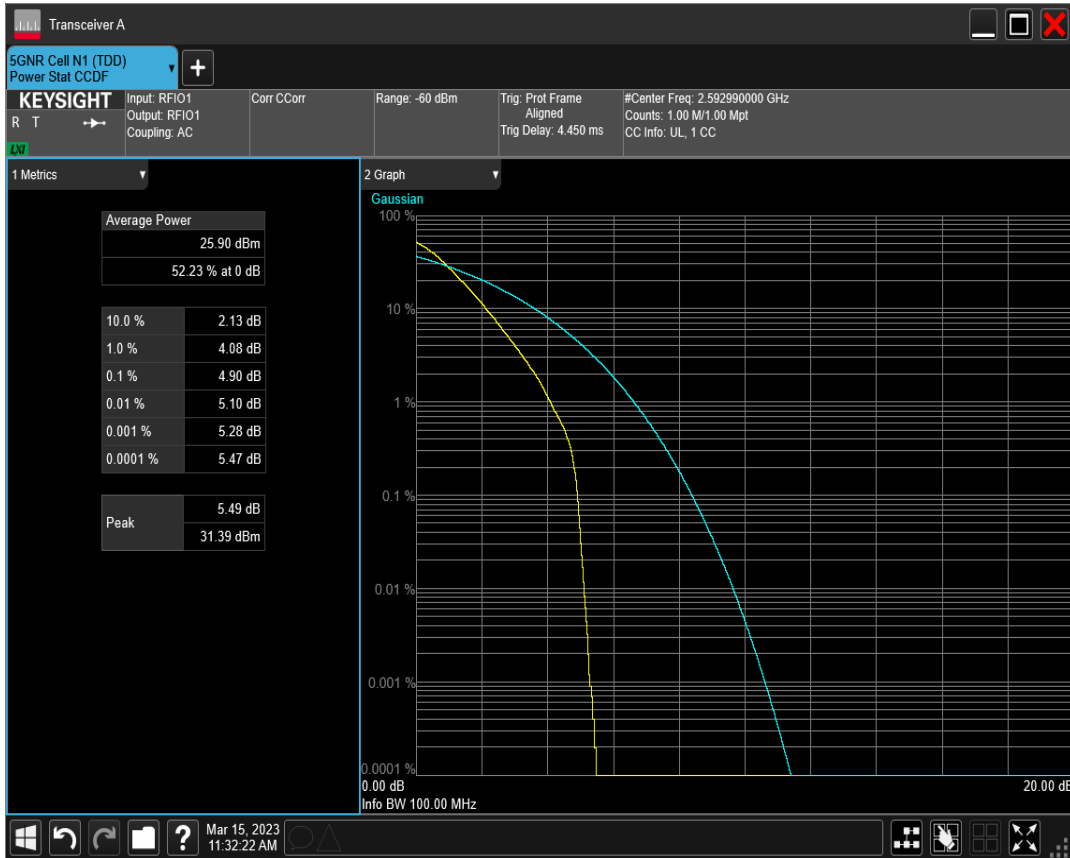 Transceiver A
5GNR Cell N1 (TDD)
Power Stat CCDF
+
KEYSIGHT
R T
LXI
Input: RFIO1
Output: RFIO1
Coupling: AC
Corr CCorr
Range: -60 dBm
Trig: Prot Frame
Aligned
Trig Delay: 4.450 ms
#Center Freq: 2.592990000 GHz
Counts: 1.00 M/1.00 Mpt
CC Info: UL, 1 CC
1 Metrics
Average Power
25.90 dBm
52.23 % at 0 dB
10.0 % 2.13 dB
1.0 % 4.08 dB
0.1 % 4.90 dB
0.01 % 5.10 dB
0.001 % 5.28 dB
0.0001 % 5.47 dB
Peak 5.49 dB
31.39 dBm
2 Graph
Gaussian
100 %
10 %
1 %
0.1 %
0.01 %
0.001 %
0.0001 %
0.00 dB 20.00 dB
Info BW 100.00 MHz
?
Mar 15, 2023
11:32:22 AM